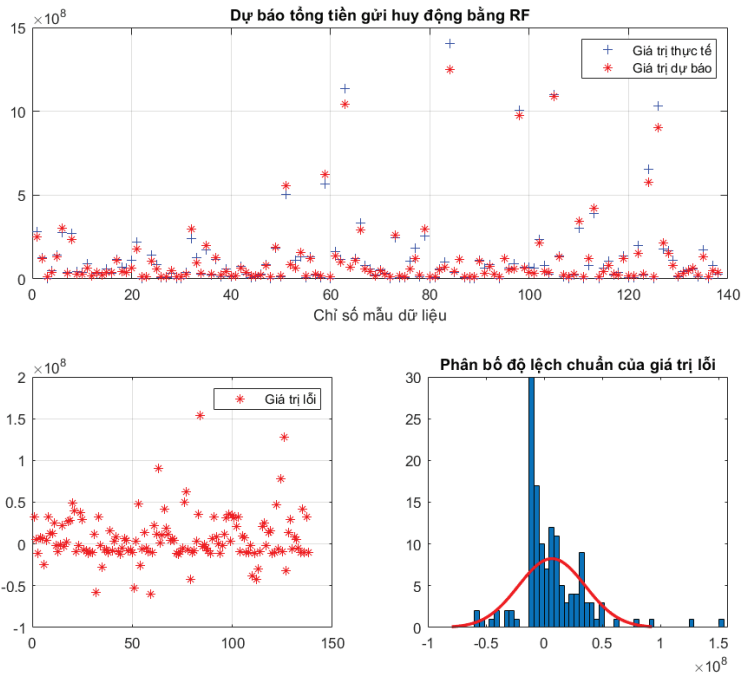 Dự báo tổng tiền gửi huy động bằng RF
×10⁸
15
10
5
0
Giá trị thực tế
Giá trị dự báo
0 20 40 60 80 100 120 140
Chỉ số mẫu dữ liệu
×10⁸
2
1.5
1
0.5
0
-0.5
-1
Giá trị lỗi
0 50 100 150
Phân bố độ lệch chuẩn của giá trị lỗi
30
25
20
15
10
5
0
-1 -0.5 0 0.5 1 1.5
×10⁸